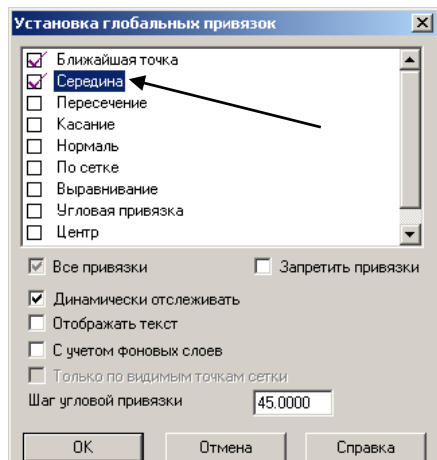 Установка глобальных привязок
Ближайшая точка
Середина
Пересечение
Касание
Нормаль
По сетке
Выравнивание
Угловая привязка
Центр
Все привязки Запретить привязки
Динамически отслеживать
Отображать текст
С учетом фоновых слоев
Только по видимым точкам сетки
Шаг угловой привязки 45.0000
OK Отмена Справка